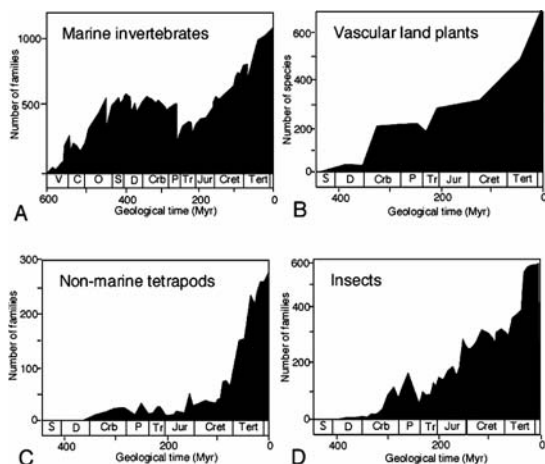 Marine invertebrates
Number of families
1000
500
V C O S D Crb P Tr Jur Cret Tert
600 400 200 0
Geological time (Myr)
A
Vascular land plants
Number of species
600
400
200
0
S D Crb P Tr Jur Cret Tert
400 200 0
Geological time (Myr)
B
Non-marine tetrapods
Number of families
300
200
100
0
S D Crb P Tr Jur Cret Tert
400 200 0
Geological time (Myr)
C
Insects
Number of families
600
400
200
0
S D Crb P Tr Jur Cret Tert
400 200 0
Geological time (Myr)
D